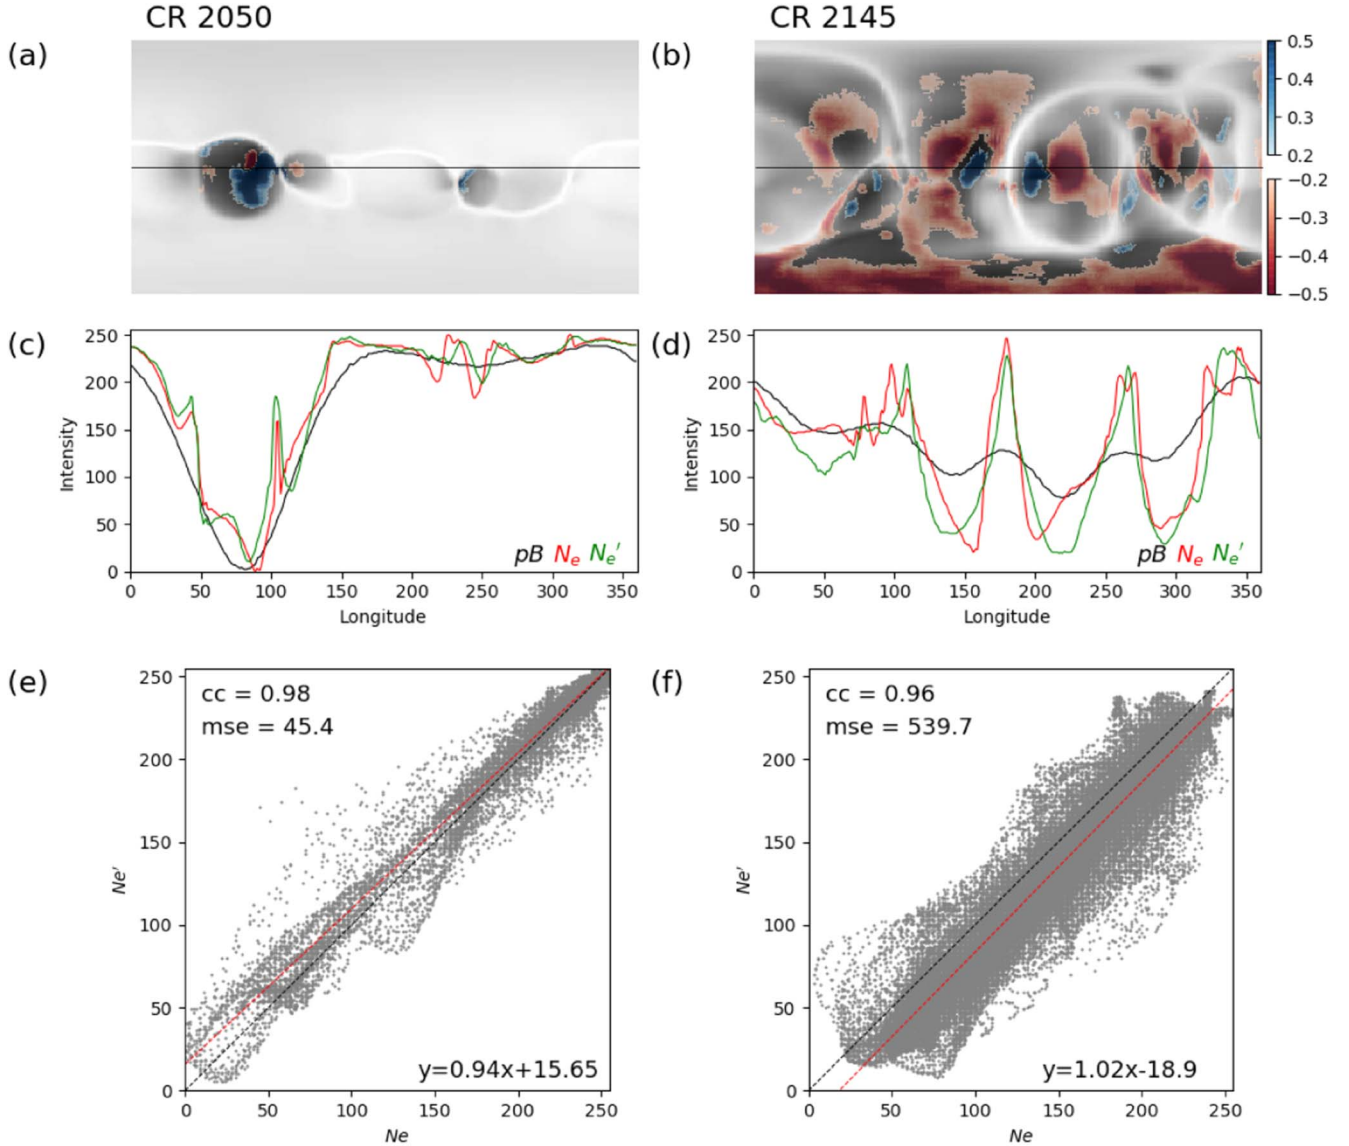 CR 2050
CR 2145
(a)
(b)
0.5
0.4
0.3
0.2
−0.2
−0.3
−0.4
−0.5
(c)
250
200
150
100
50
0
Intensity
pB Ne Ne′
0 50 100 150 200 250 300 350
Longitude
(d)
250
200
150
100
50
0
Intensity
pB Ne Ne′
0 50 100 150 200 250 300 350
Longitude
(e)
cc = 0.98
mse = 45.4
250
200
150
100
50
0
Ne′
y=0.94x+15.65
0 50 100 150 200 250
Ne
(f)
cc = 0.96
mse = 539.7
250
200
150
100
50
0
Ne′
y=1.02x-18.9
0 50 100 150 200 250
Ne